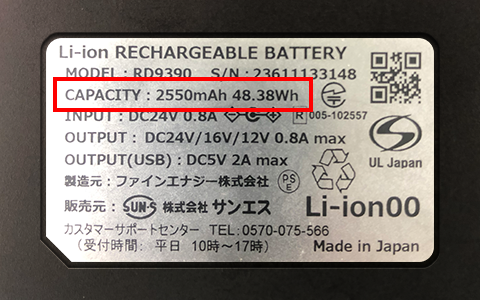 Li-ion RECHARGEABLE BATTERY
MODEL : RD9390 S/N : 23611133148
CAPACITY : 2550mAh 48.38Wh
INPUT : DC24V 0.8A
R 005-102557
OUTPUT : DC24V/16V/12V 0.8A max
UL Japan
OUTPUT(USB) : DC5V 2A max
製造元 : ファインエナジー株式会社
PSE
販売元 : SUN-S 株式会社 サンエス
Li-ion00
カスタマーサポートセンター TEL : 0570-075-566
(受付時間: 平日 10時〜17時)
Made in Japan